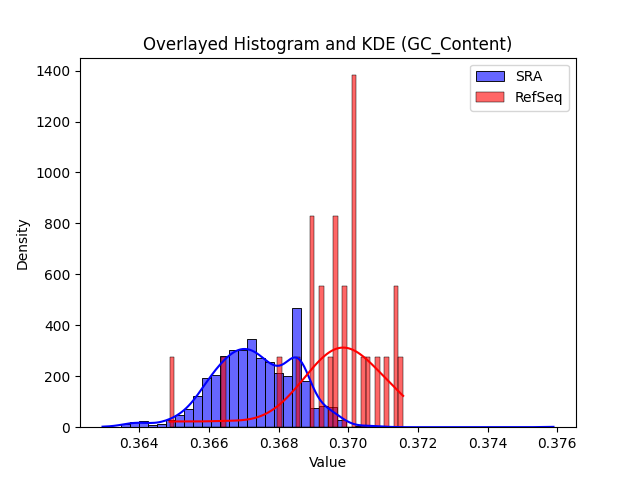 Overlayed Histogram and KDE (GC_Content)
SRA
RefSeq
1400
1200
1000
800
600
400
200
0
Density
0.364 0.366 0.368 0.370 0.372 0.374 0.376
Value